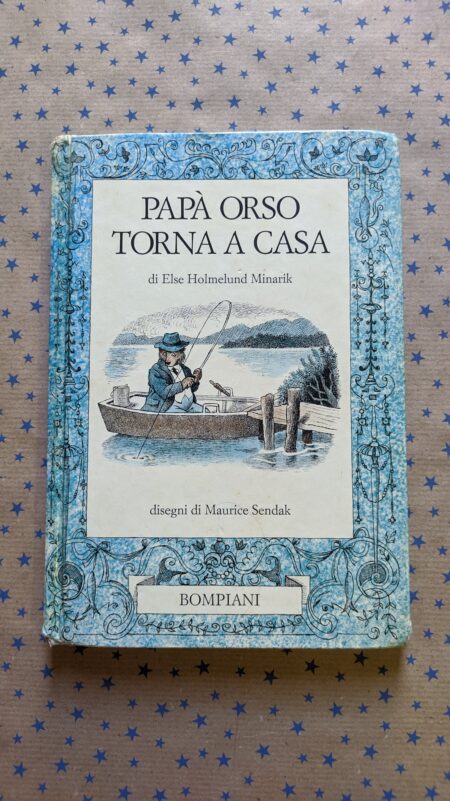 PAPÀ ORSO
TORNA A CASA
di Else Holmelund Minarik
disegni di Maurice Sendak
BOMPIANI